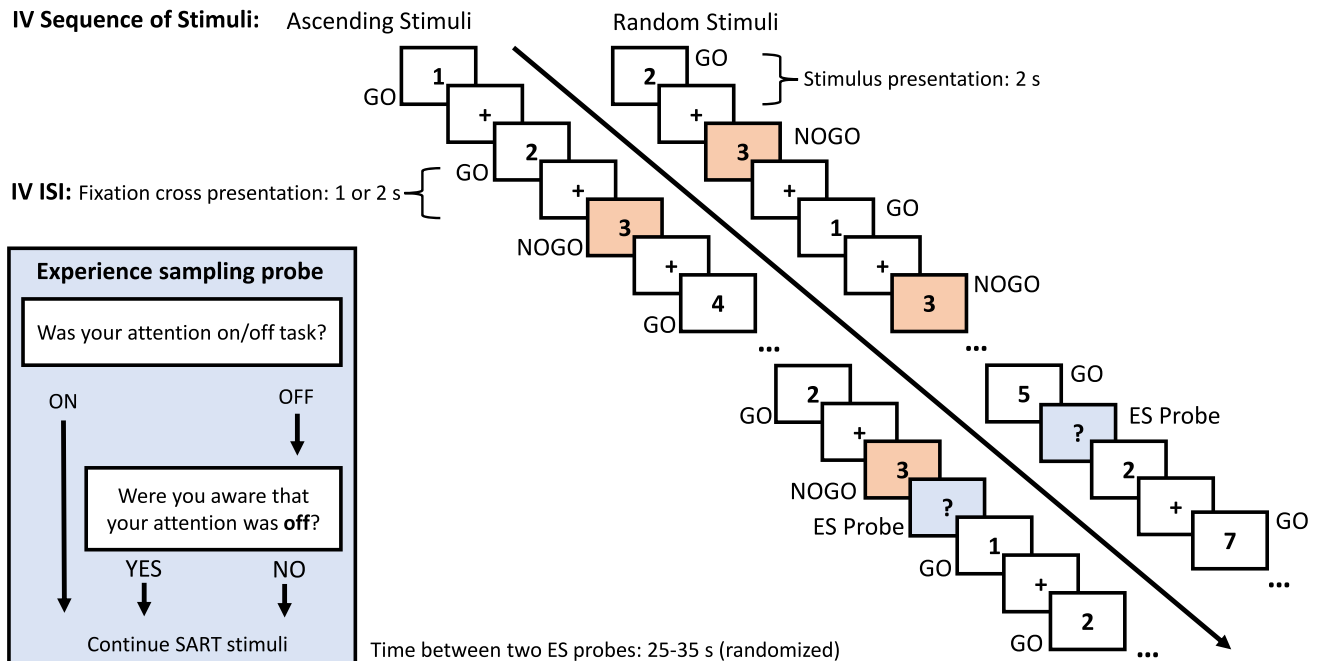 IV Sequence of Stimuli:
Ascending Stimuli
Random Stimuli
1
GO
+
2
GO
+
3
NOGO
+
4
GO
...
2
GO
+
3
NOGO
?
ES Probe
1
GO
+
2
GO
...
2
GO
Stimulus presentation: 2 s
+
3
NOGO
+
1
GO
+
3
NOGO
...
5
GO
?
ES Probe
2
+
7
GO
...
IV ISI: Fixation cross presentation: 1 or 2 s
Experience sampling probe
Was your attention on/off task?
ON
OFF
Were you aware that
your attention was off?
YES
NO
Continue SART stimuli
Time between two ES probes: 25-35 s (randomized)